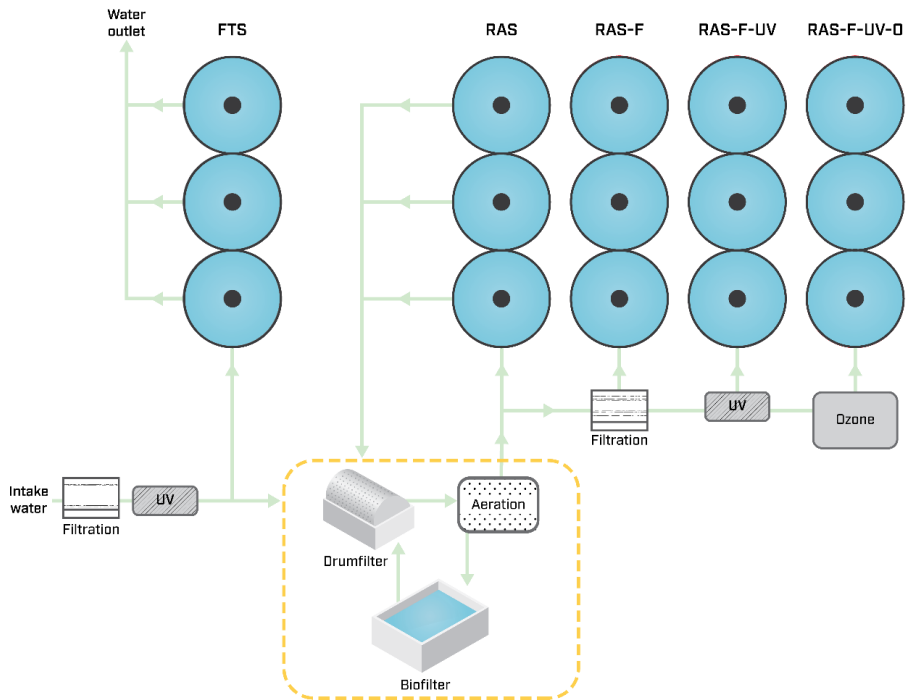 Water
outlet
FTS
RAS
RAS-F
RAS-F-UV
RAS-F-UV-O
UV
Ozone
Filtration
Intake
water
UV
Filtration
Aeration
Drumfilter
Biofilter